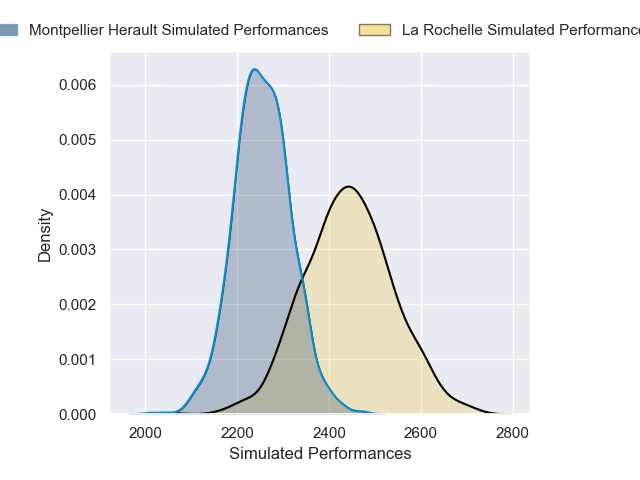 Montpellier Herault Simulated Performances
La Rochelle Simulated Performanc
0.006
0.005
0.004
0.003
0.002
0.001
0.000
Density
2000 2200 2400 2600 2800
Simulated Performances